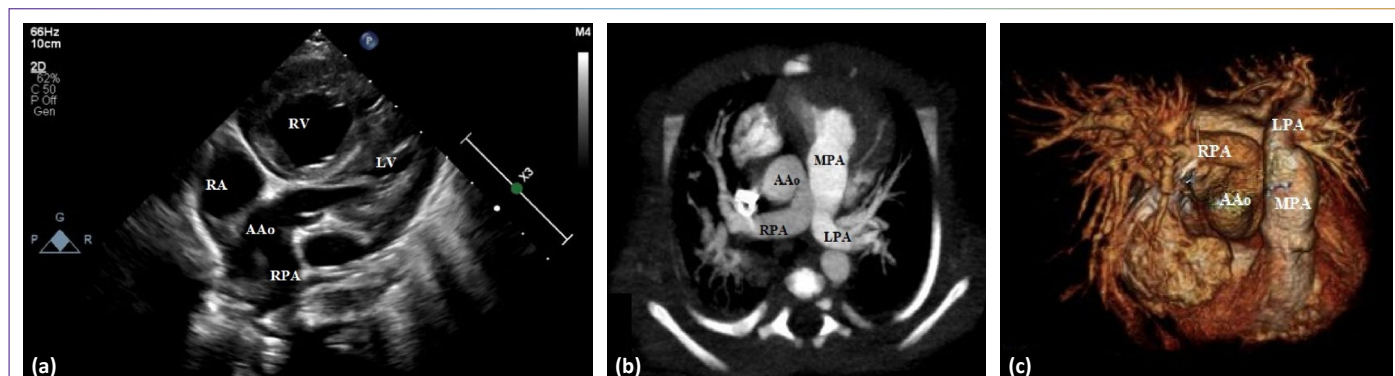 66Hz
10cm
2D
62%
C 50
P Off
Gen
P
M4
X3
G
P R
RV
LV
RA
AAo
RPA
(a)
MPA
AAo
RPA
LPA
(b)
LPA
RPA
AAo
MPA
(c)